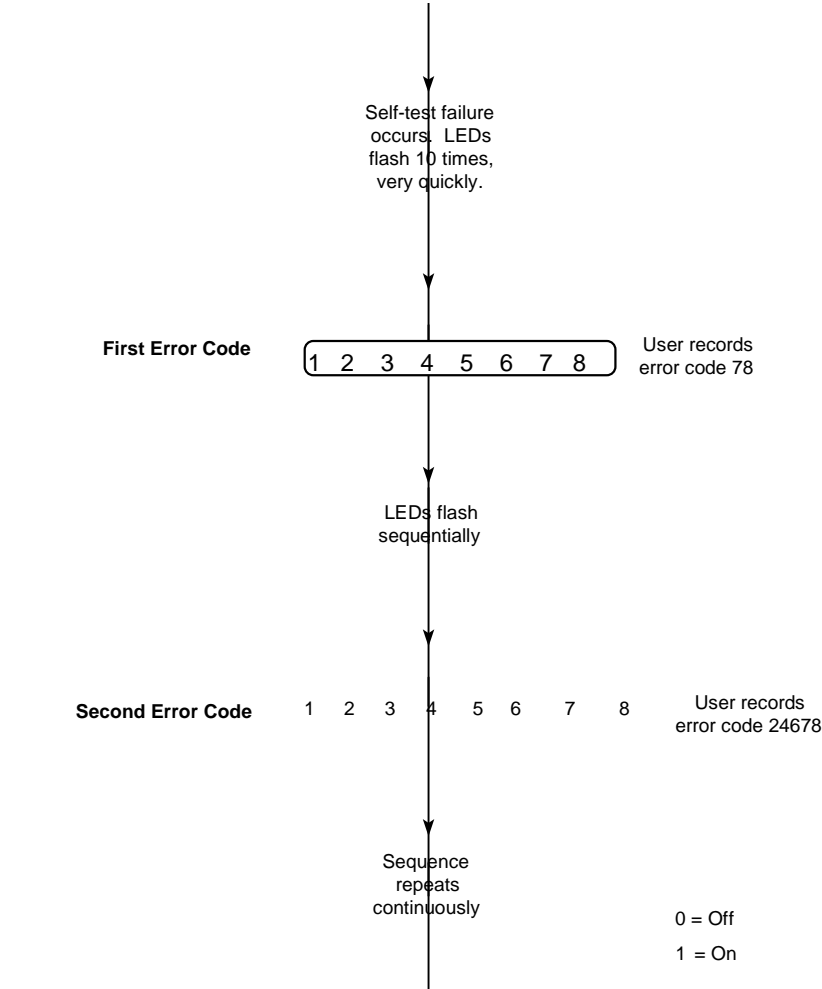 Self-test failure
occurs. LEDs
flash 10 times,
very quickly.
First Error Code
1 2 3 4 5 6 7 8
User records
error code 78
LEDs flash
sequentially
Second Error Code
1 2 3 4 5 6 7 8
User records
error code 24678
Sequence
repeats
continuously
0 = Off
1 = On